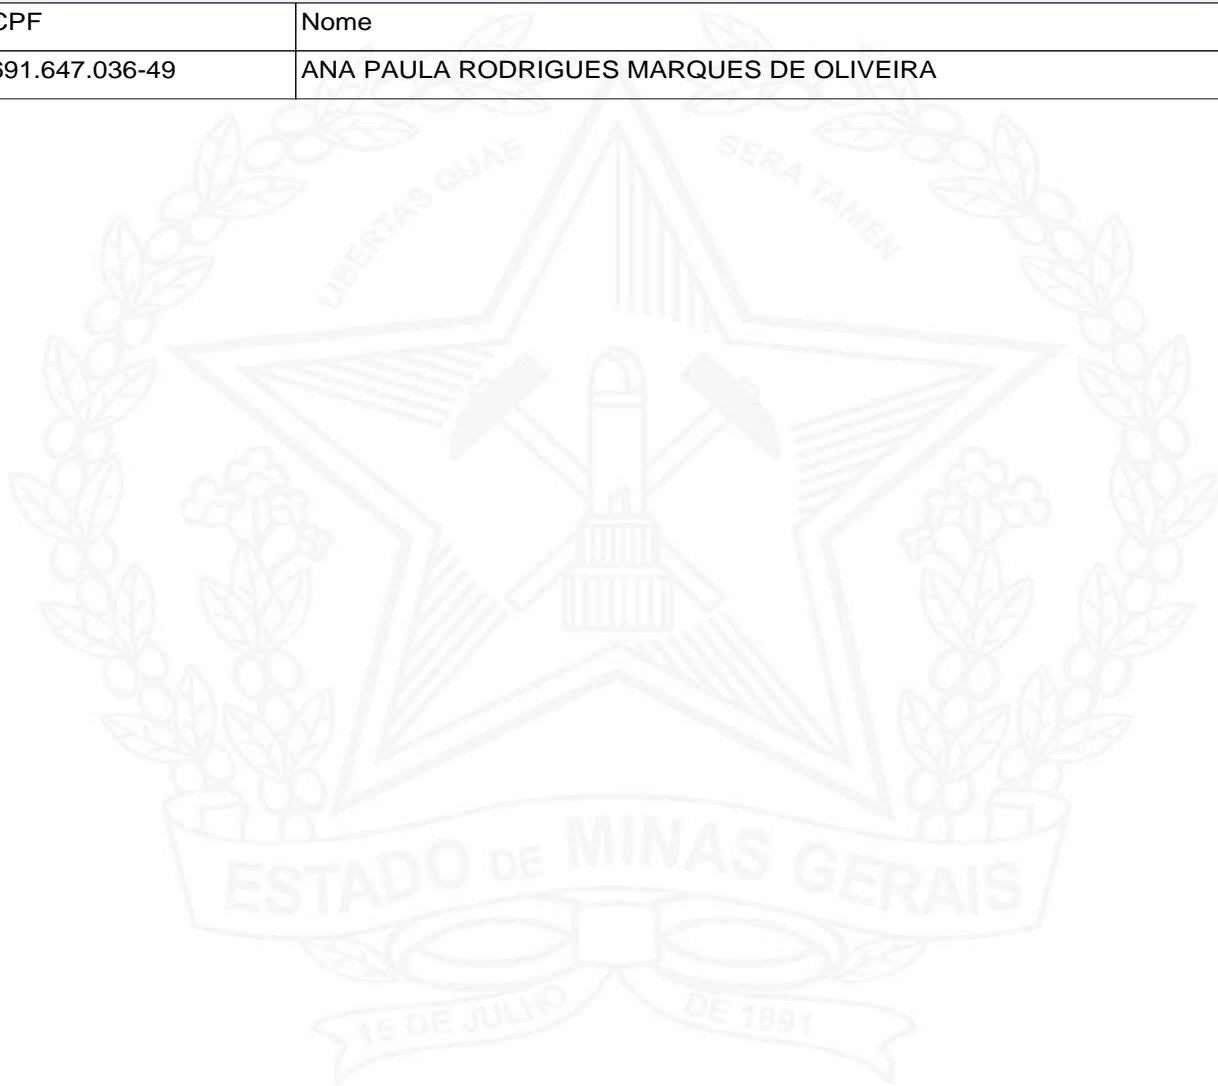 CPF Nome
691.647.036-49 ANA PAULA RODRIGUES MARQUES DE OLIVEIRA
LIBERTAS QUAE SERA TAMEN
ESTADO DE MINAS GERAIS
15 DE JULHO DE 1891